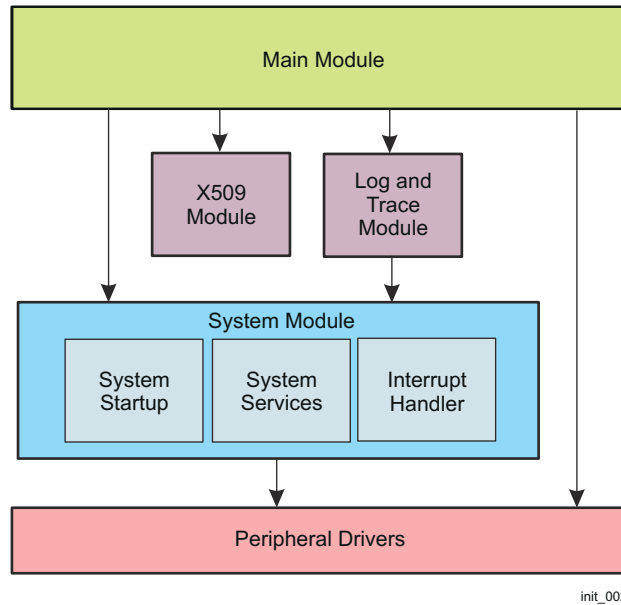 Main Module
X509
Module
Log and
Trace
Module
System Module
System
Startup
System
Services
Interrupt
Handler
Peripheral Drivers